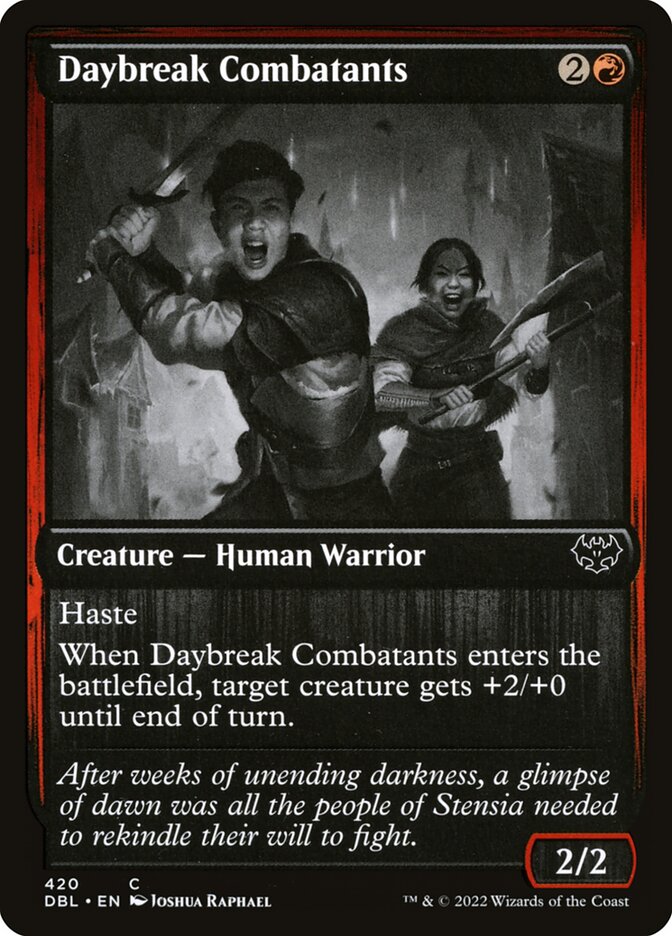 Daybreak Combatants 2
Creature — Human Warrior
Haste
When Daybreak Combatants enters the
battlefield, target creature gets +2/+0
until end of turn.
After weeks of unending darkness, a glimpse
of dawn was all the people of Stensia needed
to rekindle their will to fight.
2/2
420 C
DBL • EN Joshua Raphael ™ & © 2022 Wizards of the Coast